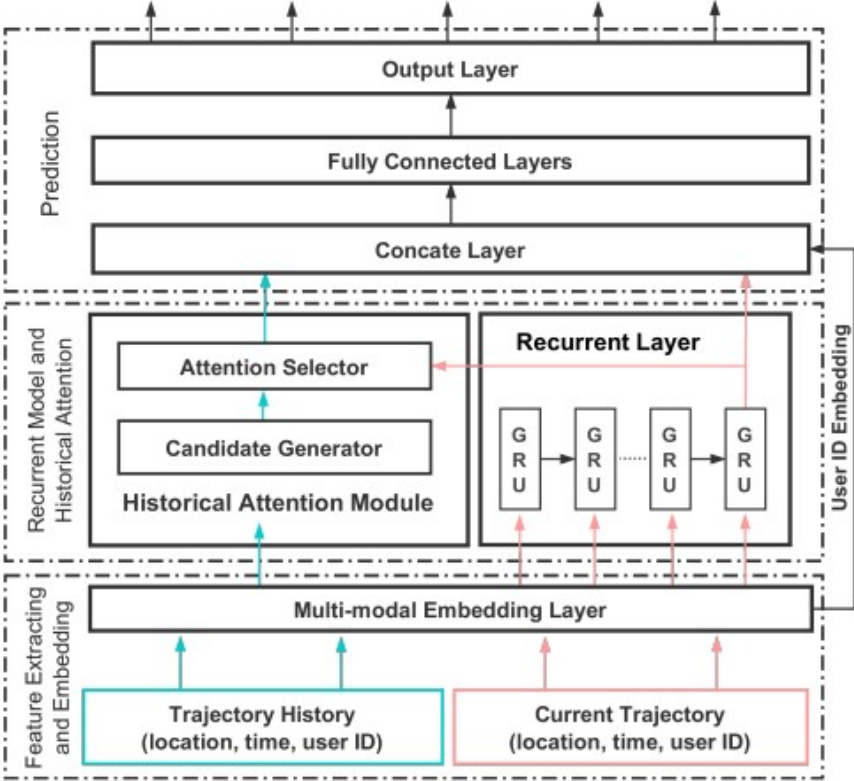 Prediction
Output Layer
Fully Connected Layers
Concate Layer
Recurrent Model and
Historical Attention
Attention Selector
Candidate Generator
Historical Attention Module
Recurrent Layer
G
R
U
G
R
U
G
R
U
G
R
U
User ID Embedding
Feature Extracting
and Embedding
Multi-modal Embedding Layer
Trajectory History
(location, time, user ID)
Current Trajectory
(location, time, user ID)